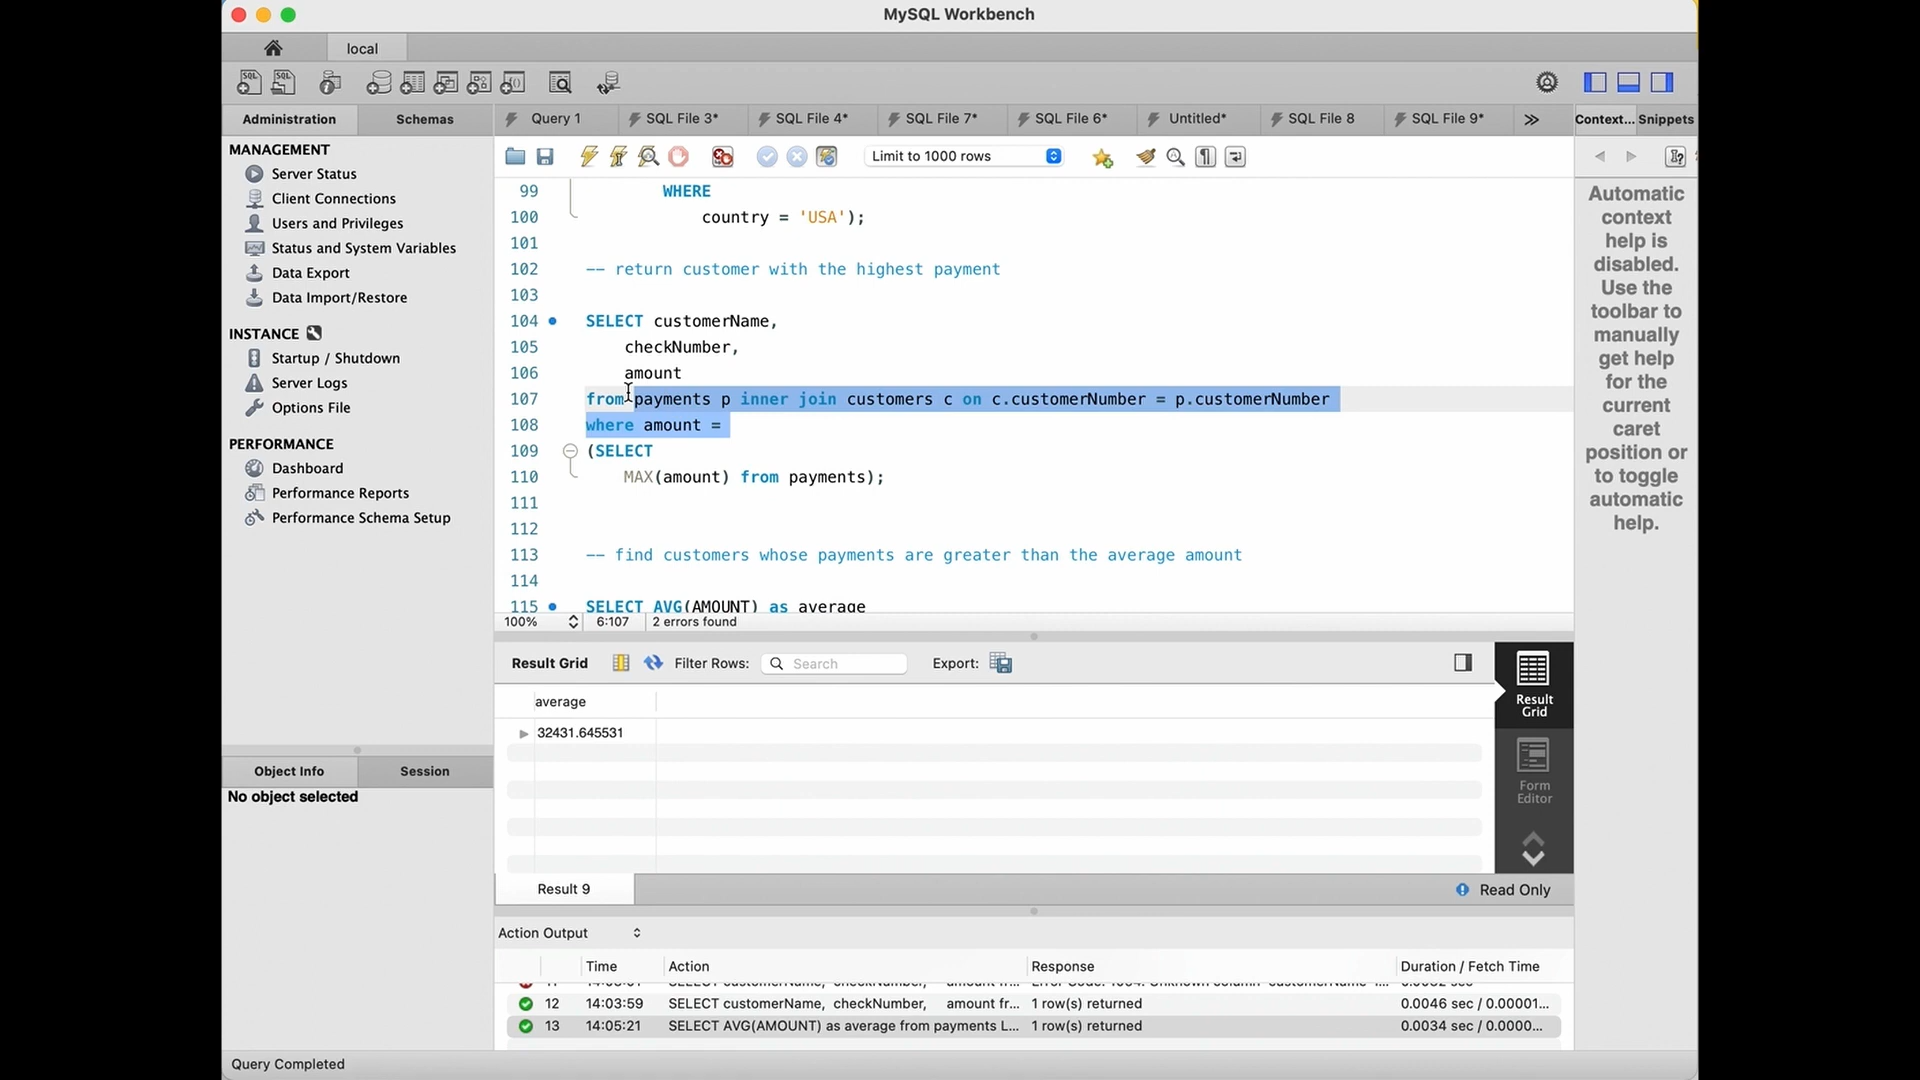 MySQL Workbench
local
Administration
Schemas
Query 1
SQL File 3*
SQL File 4*
SQL File 7*
SQL File 6*
Untitled*
SQL File 8
SQL File 9*
Context...
Snippets
MANAGEMENT
Server Status
Client Connections
Users and Privileges
Status and System Variables
Data Export
Data Import/Restore
INSTANCE
Startup / Shutdown
Server Logs
Options File
PERFORMANCE
Dashboard
Performance Reports
Performance Schema Setup
Object Info
Session
No object selected
Limit to 1000 rows
99 WHERE
100 country = 'USA');
101
102 -- return customer with the highest payment
103
104 SELECT customerName,
105 checkNumber,
106 amount
107 from payments p inner join customers c on c.customerNumber = p.customerNumber
108 where amount =
109 (SELECT
110 MAX(amount) from payments);
111
112
113 -- find customers whose payments are greater than the average amount
114
115 SELECT AVG(AMOUNT) as average
100%
6:107
2 errors found
Automatic
context
help is
disabled.
Use the
toolbar to
manually
get help
for the
current
caret
position or
to toggle
automatic
help.
Result Grid
Filter Rows:
Search
Export:
average
32431.645531
Result
Grid
Form
Editor
Result 9
Read Only
Action Output
Time Action Response Duration / Fetch Time
12 14:03:59 SELECT customerName, checkNumber, amount fr... 1 row(s) returned 0.0046 sec / 0.00001...
13 14:05:21 SELECT AVG(AMOUNT) as average from payments L... 1 row(s) returned 0.0034 sec / 0.0000...
Query Completed